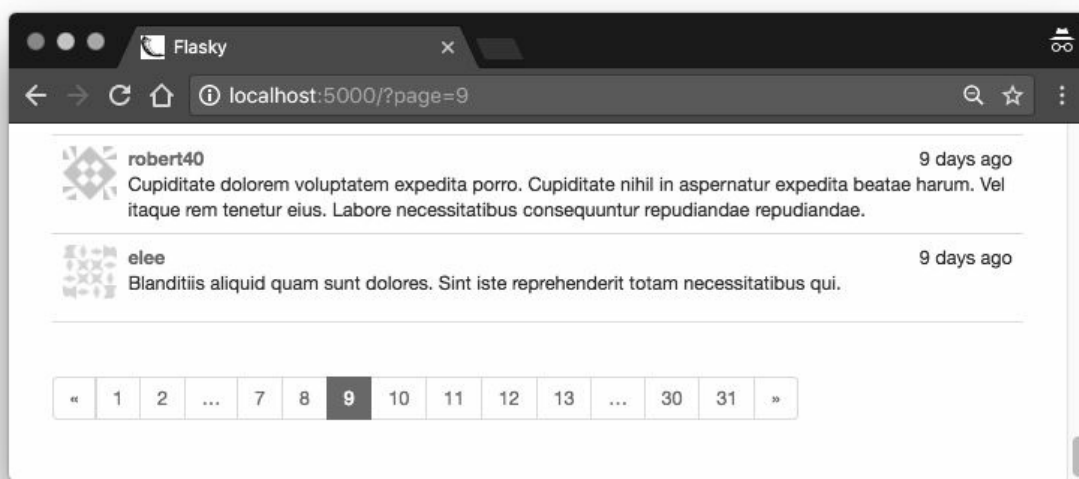 Flasky
localhost:5000/?page=9
robert40 9 days ago
Cupiditate dolorem voluptatem expedita porro. Cupiditate nihil in aspernatur expedita beatae harum. Vel
itaque rem tenetur eius. Labore necessitatibus consequuntur repudiandae repudiandae.
elee 9 days ago
Blanditiis aliquid quam sunt dolores. Sint iste reprehenderit totam necessitatibus qui.
« 1 2 ... 7 8 9 10 11 12 13 ... 30 31 »